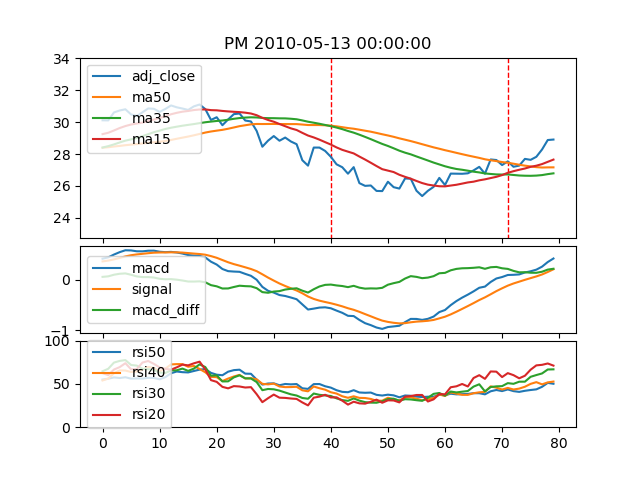 PM 2010-05-13 00:00:00
34
32
30
28
26
24
adj_close
ma50
ma35
ma15
0
−1
macd
signal
macd_diff
100
50
0
rsi50
rsi40
rsi30
rsi20
0 10 20 30 40 50 60 70 80